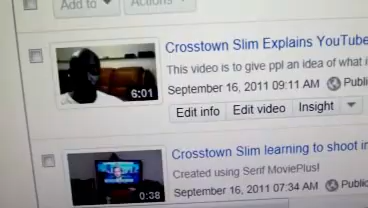 Add to Actions
Crosstown Slim Explains YouTube
This video is to give ppl an idea of what i
6:01
September 16, 2011 09:11 AM Publi
Edit info Edit video Insight
Crosstown Slim learning to shoot in
Created using Serif MoviePlus!
0:38
September 16, 2011 07:34 AM Public